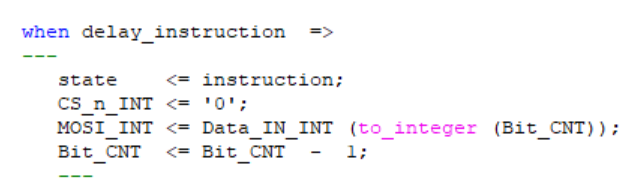 when delay_instruction  =>
---
state    <= instruction;
CS_n_INT <= '0';
MOSI_INT <= Data_IN_INT (to_integer (Bit_CNT));
Bit_CNT  <= Bit_CNT  -  1;
---